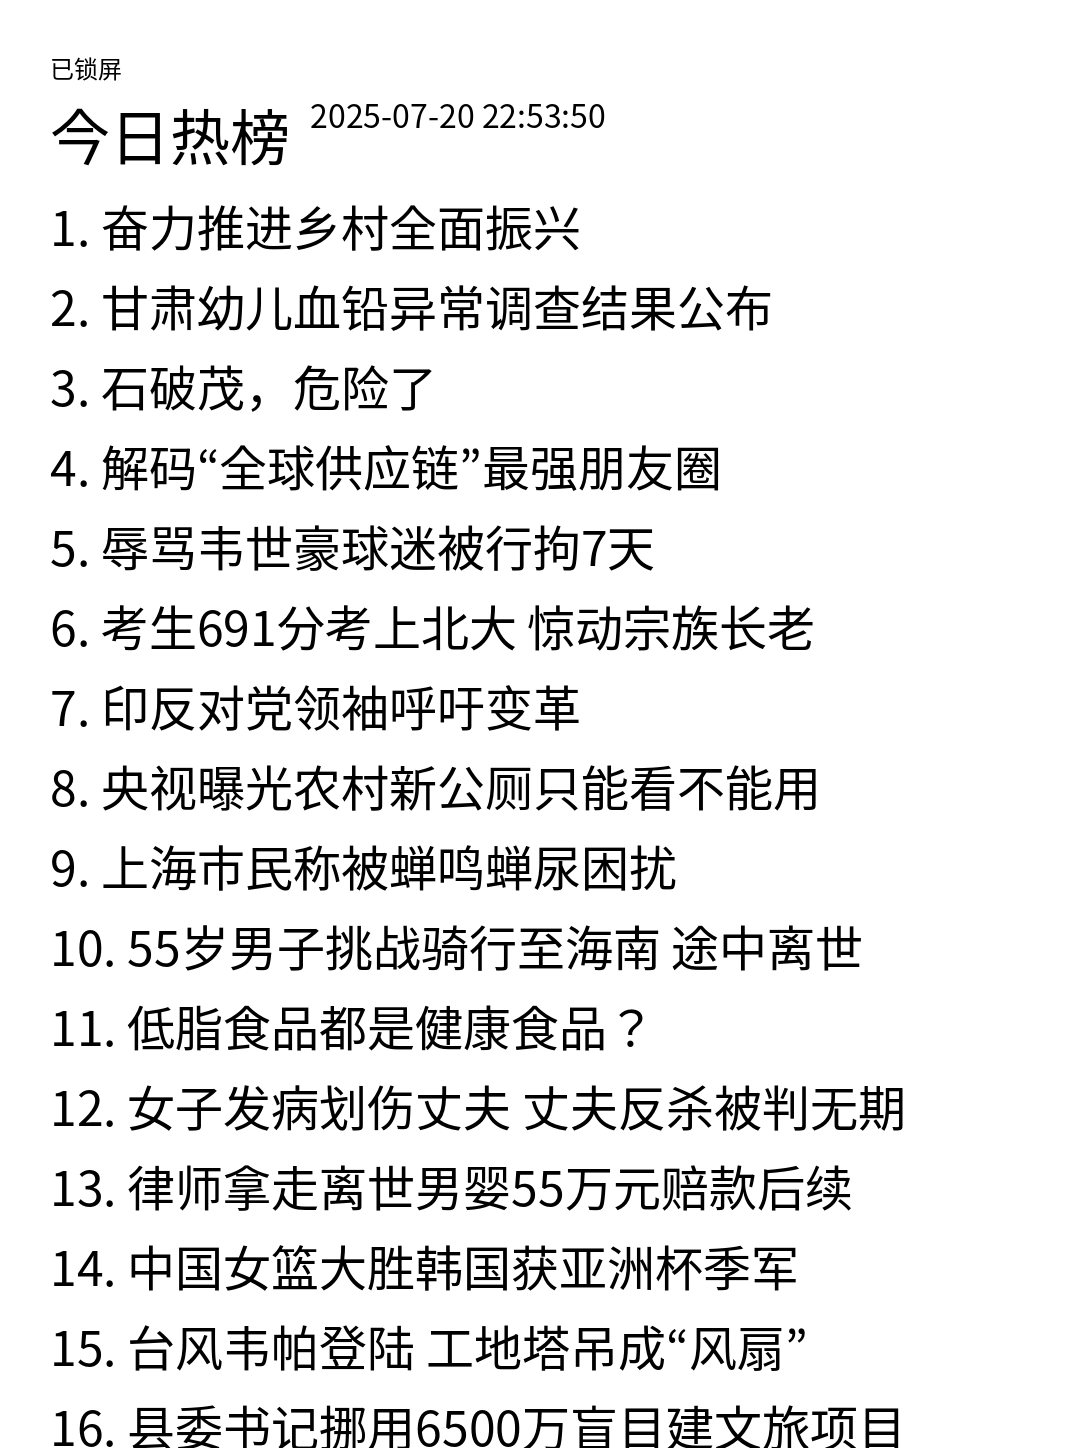 已锁屏
今日热榜 2025-07-20 22:53:50
1. 奋力推进乡村全面振兴
2. 甘肃幼儿血铅异常调查结果公布
3. 石破茂，危险了
4. 解码“全球供应链”最强朋友圈
5. 辱骂韦世豪球迷被行拘7天
6. 考生691分考上北大 惊动宗族长老
7. 印反对党领袖呼吁变革
8. 央视曝光农村新公厕只能看不能用
9. 上海市民称被蝉鸣蝉尿困扰
10. 55岁男子挑战骑行至海南 途中离世
11. 低脂食品都是健康食品？
12. 女子发病划伤丈夫 丈夫反杀被判无期
13. 律师拿走离世男婴55万元赔款后续
14. 中国女篮大胜韩国获亚洲杯季军
15. 台风韦帕登陆 工地塔吊成“风扇”
16. 县委书记挪用6500万盲目建文旅项目